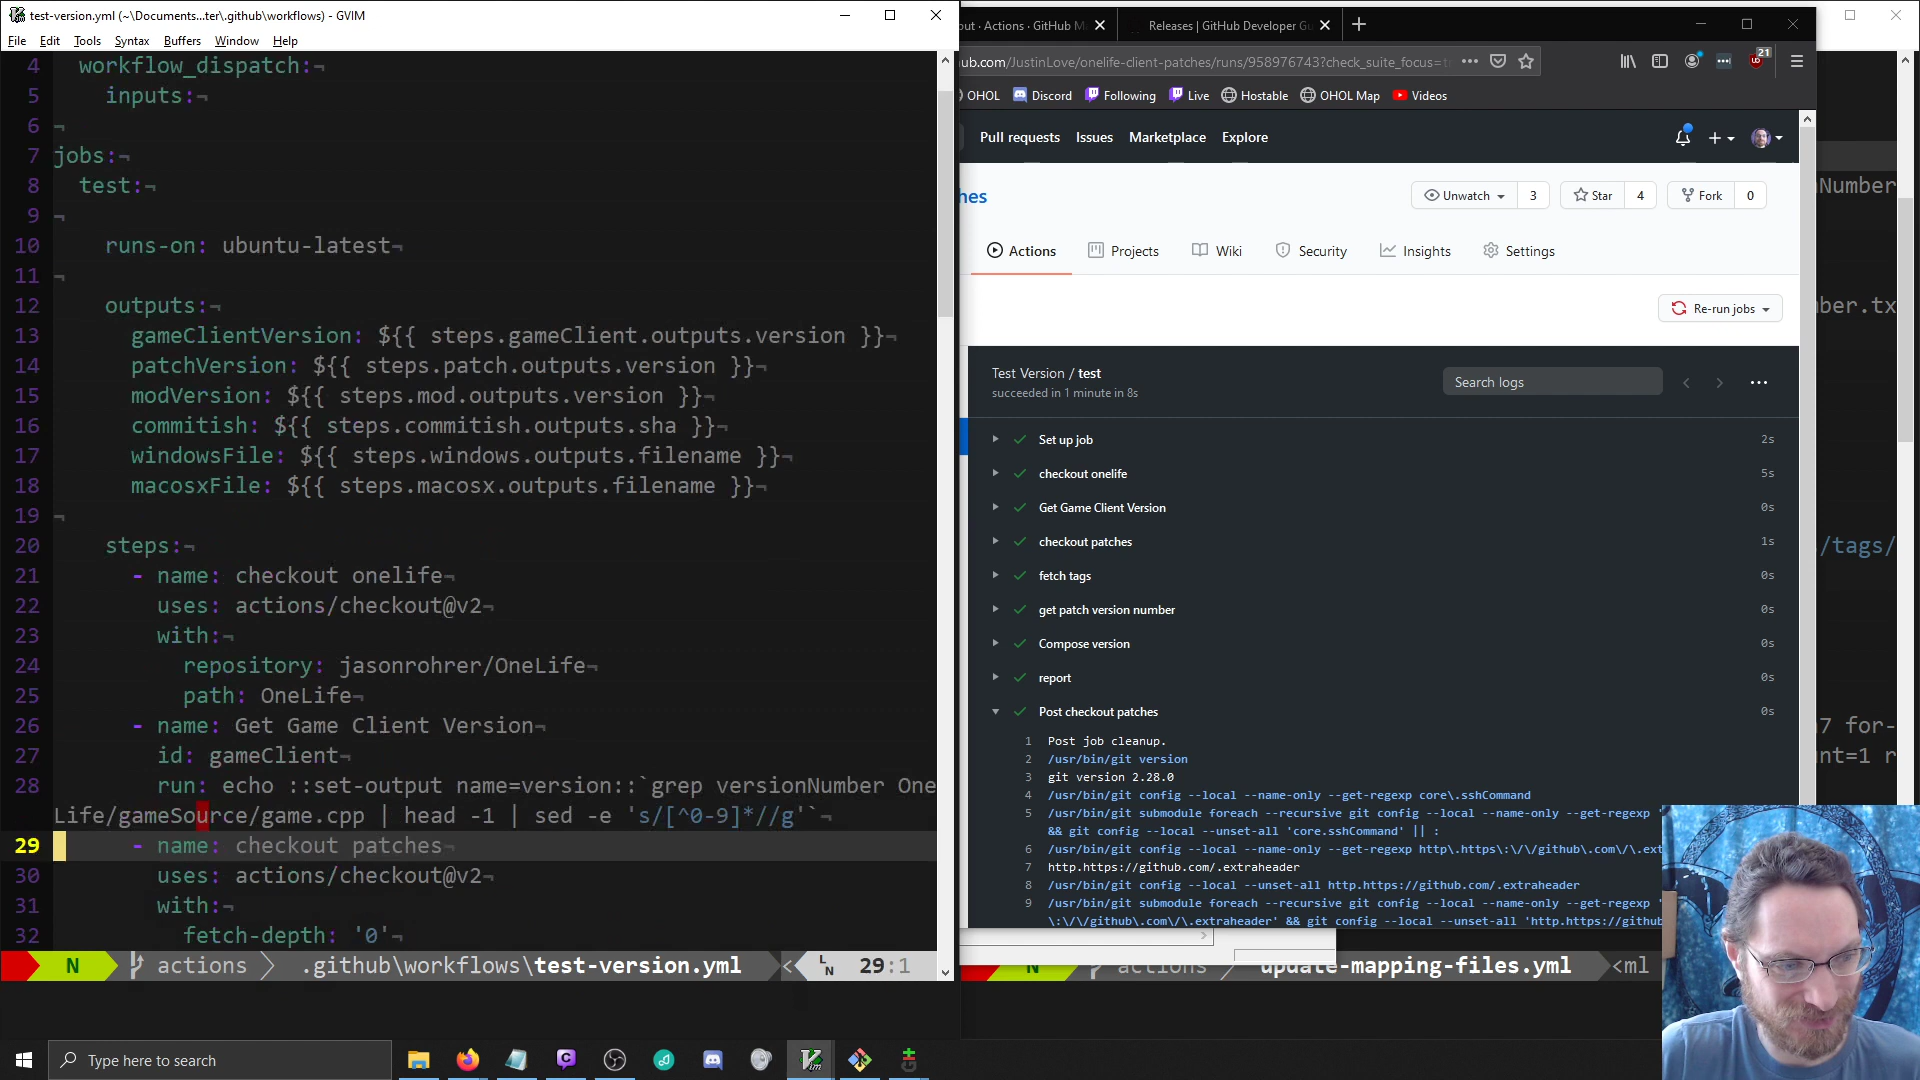 test-version.yml (~\Documents...ter\.github\workflows) - GVIM
File Edit Tools Syntax Buffers Window Help
4 workflow_dispatch:¬
5 inputs:¬
6 ¬
7 jobs:¬
8 test:¬
9 ¬
10 runs-on: ubuntu-latest¬
11 ¬
12 outputs:¬
13 gameClientVersion: ${{ steps.gameClient.outputs.version }}¬
14 patchVersion: ${{ steps.patch.outputs.version }}¬
15 modVersion: ${{ steps.mod.outputs.version }}¬
16 commitish: ${{ steps.commitish.outputs.sha }}¬
17 windowsFile: ${{ steps.windows.outputs.filename }}¬
18 macosxFile: ${{ steps.macosx.outputs.filename }}¬
19 ¬
20 steps:¬
21 - name: checkout onelife¬
22 uses: actions/checkout@v2¬
23 with:¬
24 repository: jasonrohrer/OneLife¬
25 path: OneLife¬
26 - name: Get Game Client Version¬
27 id: gameClient¬
28 run: echo ::set-output name=version::`grep versionNumber One
Life/gameSource/game.cpp | head -1 | sed -e 's/[^0-9]*//g'`¬
29 - name: checkout patches¬
30 uses: actions/checkout@v2¬
31 with:¬
32 fetch-depth: '0'¬
N actions .github\workflows\test-version.yml < LN 29:1
out · Actions · GitHub M
Releases | GitHub Developer Gu
ub.com/JustinLove/onelife-client-patches/runs/958976743?check_suite_focus=t
21
OHOL Discord Following Live Hostable OHOL Map Videos
Pull requests Issues Marketplace Explore
hes
Unwatch 3 Star 4 Fork 0
Actions Projects Wiki Security Insights Settings
Re-run jobs
Test Version / test
succeeded in 1 minute in 8s
Search logs
Set up job 2s
checkout onelife 5s
Get Game Client Version 0s
checkout patches 1s
fetch tags 0s
get patch version number 0s
Compose version 0s
report 0s
Post checkout patches 0s
1 Post job cleanup.
2 /usr/bin/git version
3 git version 2.28.0
4 /usr/bin/git config --local --name-only --get-regexp core\.sshCommand
5 /usr/bin/git submodule foreach --recursive git config --local --name-only --get-regexp '
&& git config --local --unset-all 'core.sshCommand' || :
6 /usr/bin/git config --local --name-only --get-regexp http\.https\:\/\/github\.com\/\.ext
7 http.https://github.com/.extraheader
8 /usr/bin/git config --local --unset-all http.https://github.com/.extraheader
9 /usr/bin/git submodule foreach --recursive git config --local --name-only --get-regexp '
\:\/\/github\.com\/\.extraheader' && git config --local --unset-all 'http.https://github
nNumber
ber.tx
s/tags/
7 for-
nt=1 r
N actions update-mapping-files.yml <ml
Type here to search